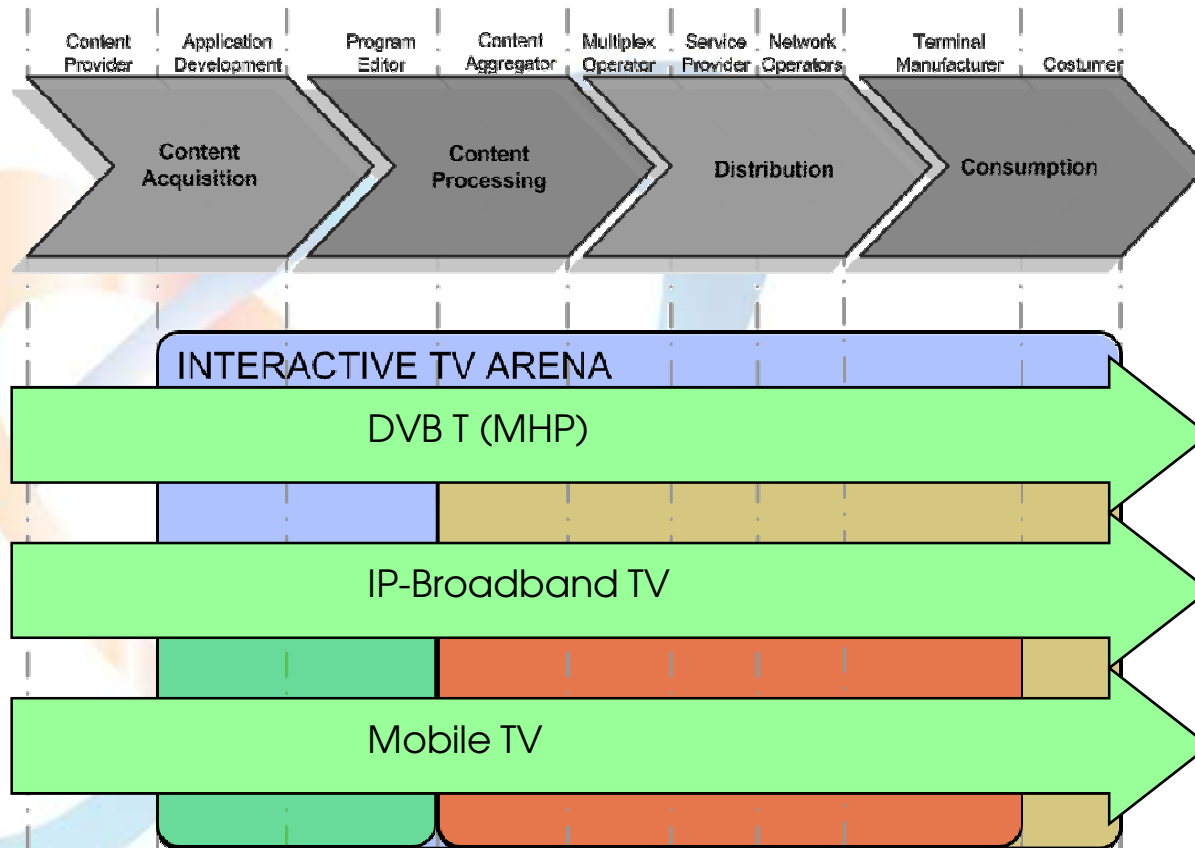 Content
Provider
Application
Development
Program
Editor
Content
Aggregator
Multiplex
Operator
Service
Provider
Network
Operators
Terminal
Manufacturer
Costumer
Content
Acquisition
Content
Processing
Distribution
Consumption
INTERACTIVE TV ARENA
DVB T (MHP)
IP-Broadband TV
Mobile TV